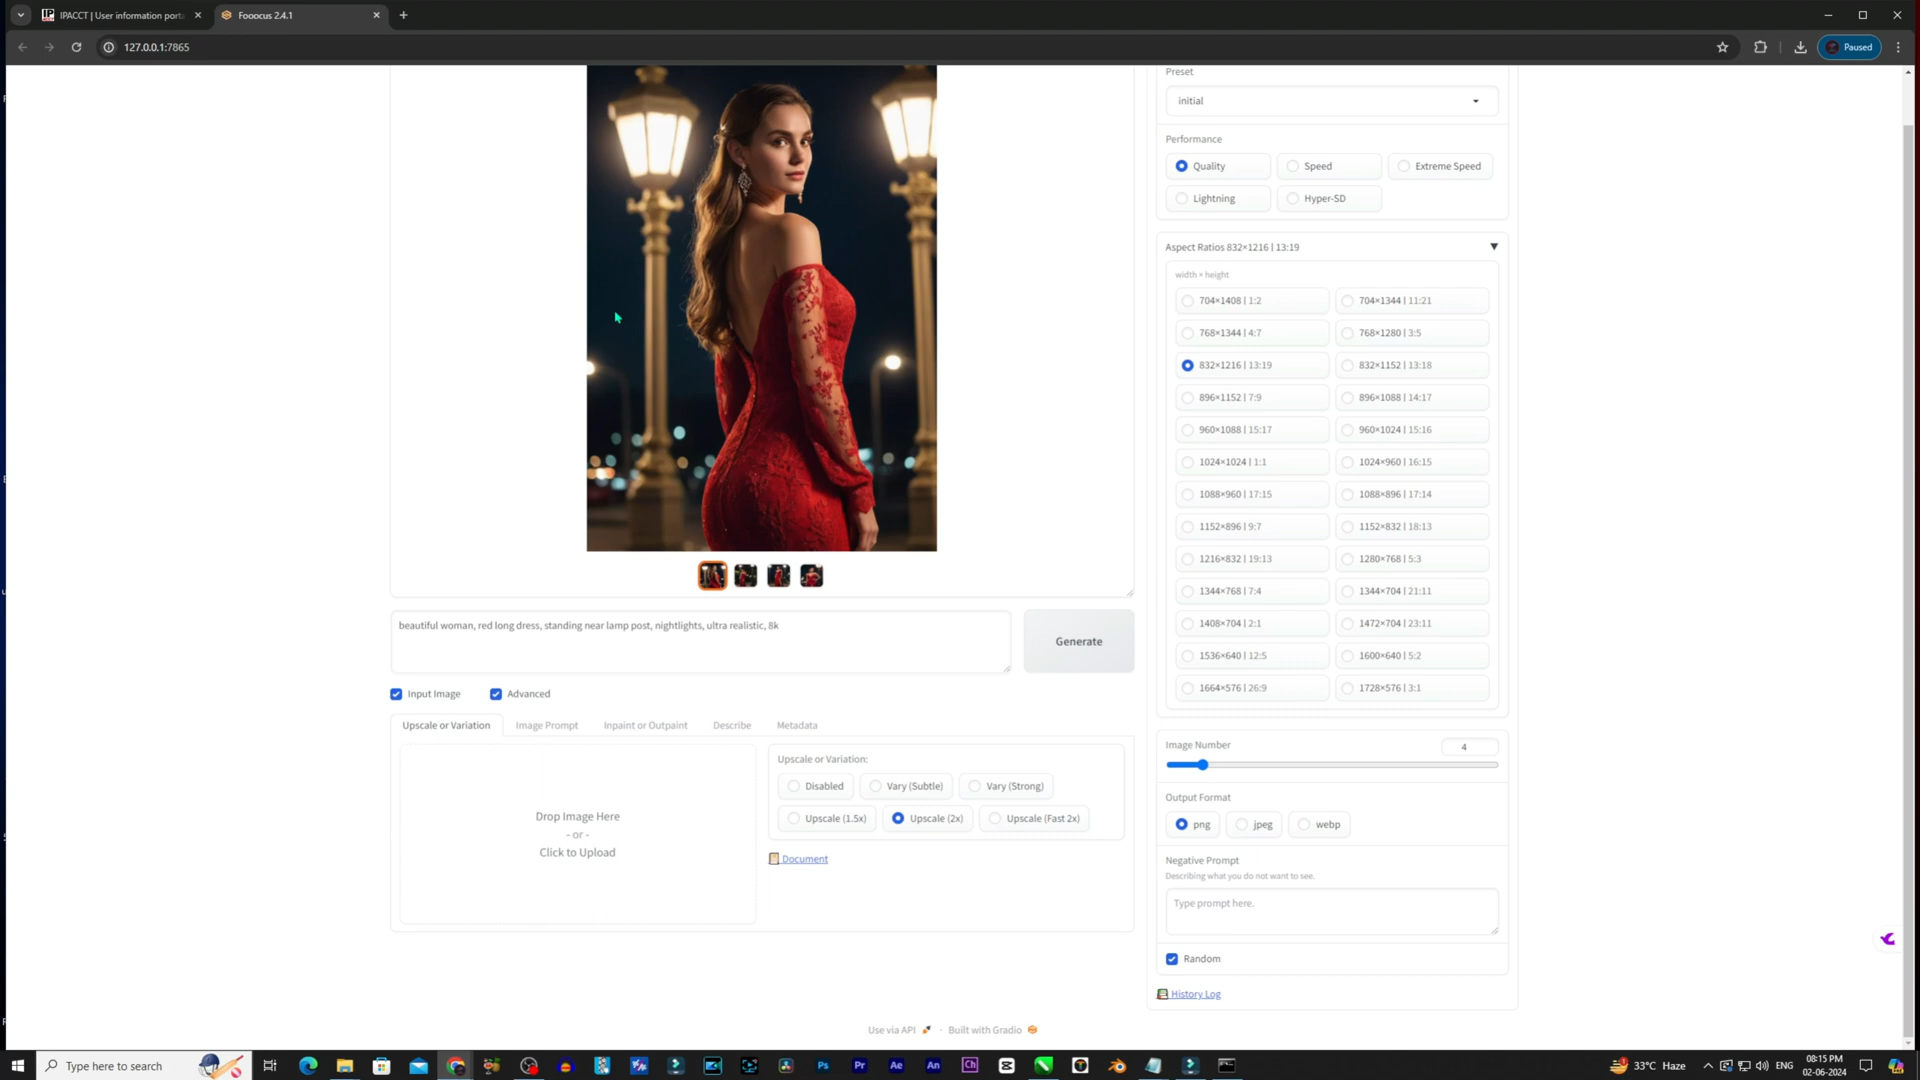 IPACCT | User information porta
Fooocus 2.4.1
127.0.0.1:7865
Paused
Preset
initial
Performance
Quality
Speed
Extreme Speed
Lightning
Hyper-SD
Aspect Ratios 832×1216 | 13:19
width × height
704×1408 | 1:2
704×1344 | 11:21
768×1344 | 4:7
768×1280 | 3:5
832×1216 | 13:19
832×1152 | 13:18
896×1152 | 7:9
896×1088 | 14:17
960×1088 | 15:17
960×1024 | 15:16
1024×1024 | 1:1
1024×960 | 16:15
1088×960 | 17:15
1088×896 | 17:14
1152×896 | 9:7
1152×832 | 18:13
1216×832 | 19:13
1280×768 | 5:3
1344×768 | 7:4
1344×704 | 21:11
1408×704 | 2:1
1472×704 | 23:11
1536×640 | 12:5
1600×640 | 5:2
1664×576 | 26:9
1728×576 | 3:1
beautiful woman, red long dress, standing near lamp post, nightlights, ultra realistic, 8k
Generate
Input Image
Advanced
Upscale or Variation
Image Prompt
Inpaint or Outpaint
Describe
Metadata
Drop Image Here
- or -
Click to Upload
Upscale or Variation:
Disabled
Vary (Subtle)
Vary (Strong)
Upscale (1.5x)
Upscale (2x)
Upscale (Fast 2x)
Document
Image Number
4
Output Format
png
jpeg
webp
Negative Prompt
Describing what you do not want to see.
Type prompt here.
Random
History Log
Use via API
· Built with Gradio
Type here to search
Ps
Pr
Ae
An
Ch
33°C Haze
ENG
08:15 PM
02-06-2024